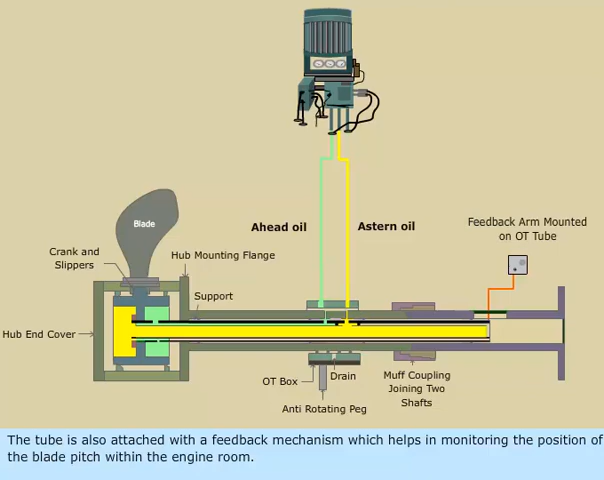 Blade
Ahead oil
Astern oil
Feedback Arm Mounted
on OT Tube
Crank and
Slippers
Hub Mounting Flange
Support
Hub End Cover
OT Box
Drain
Muff Coupling
Joining Two
Shafts
Anti Rotating Peg
The tube is also attached with a feedback mechanism which helps in monitoring the position of
the blade pitch within the engine room.